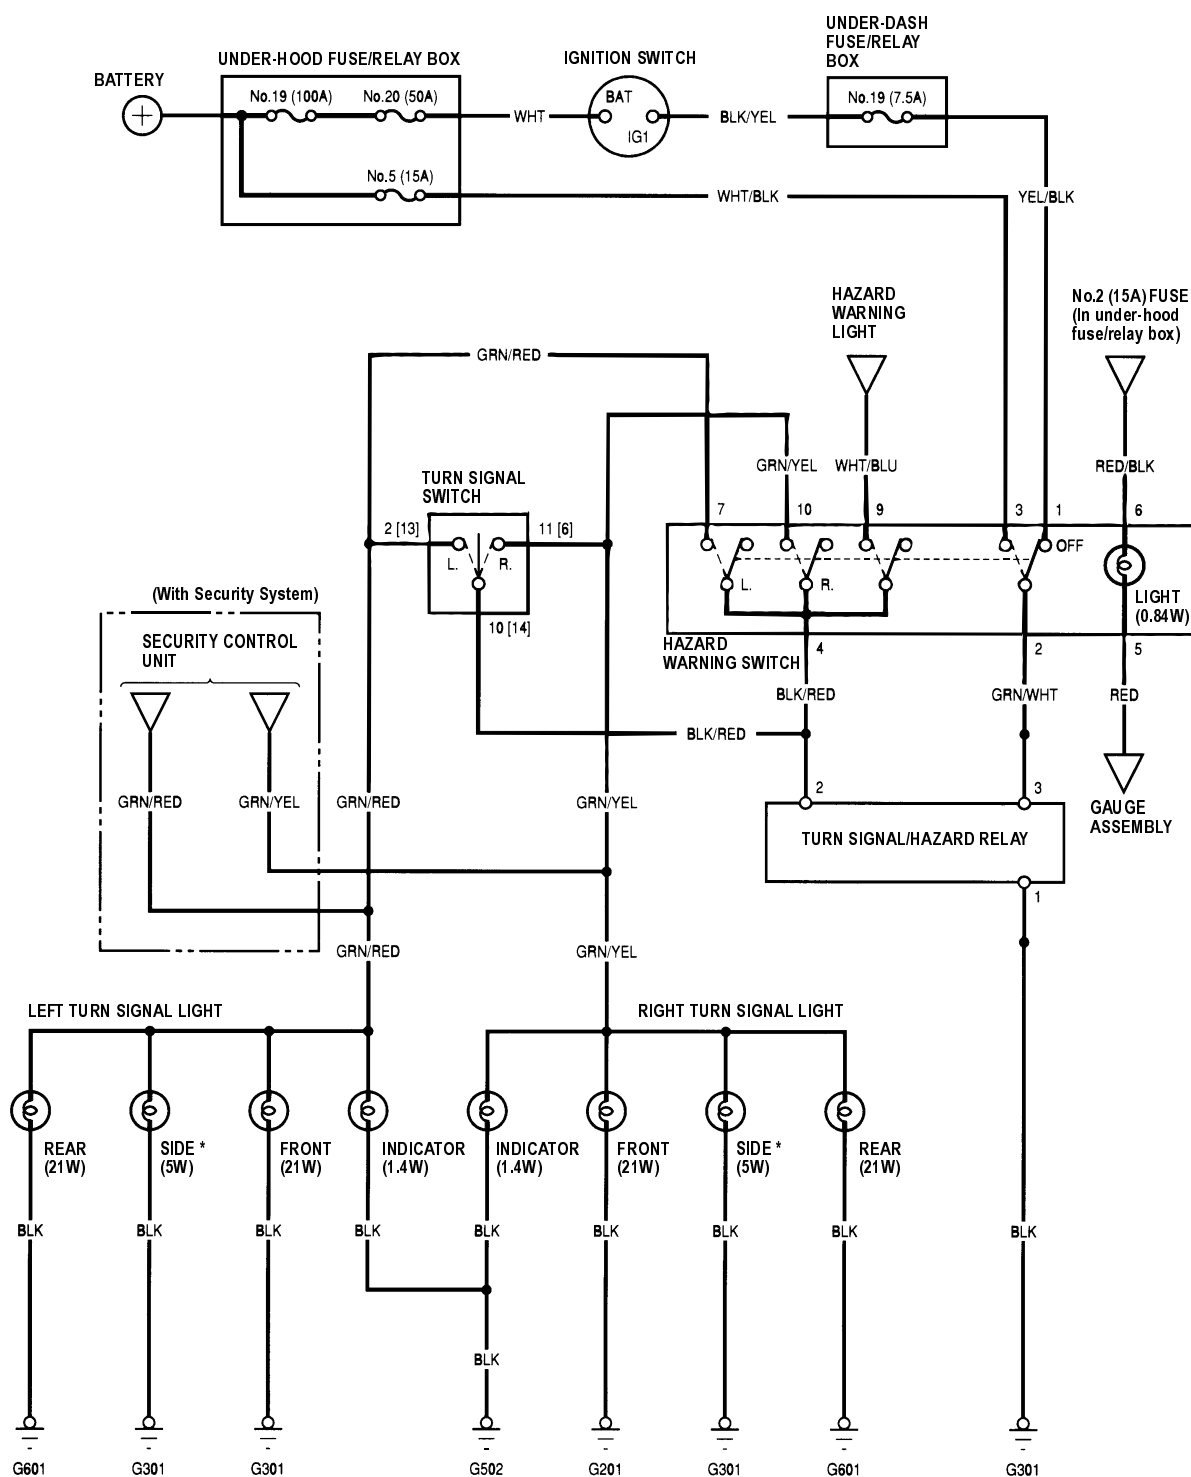 UNDER-DASH
FUSE/RELAY
BOX
UNDER-HOOD FUSE/RELAY BOX
IGNITION SWITCH
BATTERY
No.19 (100A)
No.20 (50A)
BAT
No.19 (7.5A)
WHT
BLK/YEL
IG1
No.5 (15A)
WHT/BLK
YEL/BLK
HAZARD
WARNING
LIGHT
No.2 (15A) FUSE
(In under-hood
fuse/relay box)
GRN/RED
GRN/YEL
WHT/BLU
RED/BLK
TURN SIGNAL
SWITCH
7
10
9
3
1
6
2 [13]
11 [6]
OFF
L.
R.
L.
R.
LIGHT
(0.84W)
(With Security System)
10 [14]
SECURITY CONTROL
UNIT
HAZARD
WARNING SWITCH
4
2
5
BLK/RED
GRN/WHT
RED
BLK/RED
2
3
GRN/RED
GRN/YEL
GRN/RED
GRN/YEL
GAUGE
ASSEMBLY
TURN SIGNAL/HAZARD RELAY
1
GRN/RED
GRN/YEL
LEFT TURN SIGNAL LIGHT
RIGHT TURN SIGNAL LIGHT
REAR
(21W)
SIDE *
(5W)
FRONT
(21W)
INDICATOR
(1.4W)
INDICATOR
(1.4W)
FRONT
(21W)
SIDE *
(5W)
REAR
(21W)
BLK
BLK
BLK
BLK
BLK
BLK
BLK
BLK
BLK
BLK
G601
G301
G301
G502
G201
G301
G601
G301